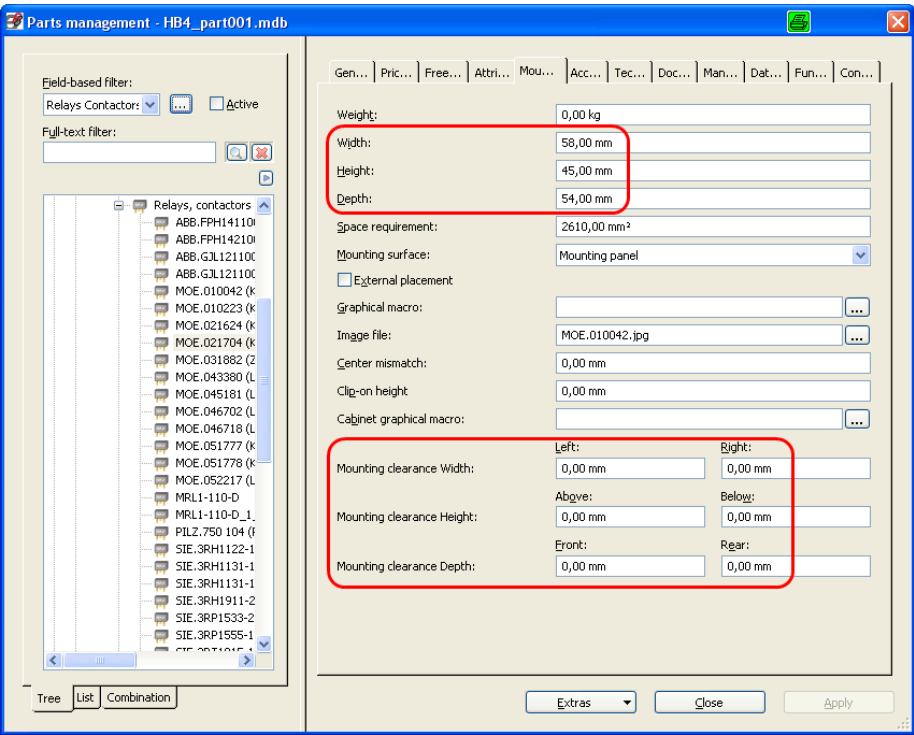 Parts management - HB4_part001.mdb
Field-based filter:
Relays Contactors
...
Active
Full-text filter:
Relays, contactors
ABB.FPH14110
ABB.FPH14210
ABB.GJL121100
ABB.GJL121100
MOE.010042 (K
MOE.010223 (K
MOE.021624 (K
MOE.021704 (K
MOE.031882 (Z
MOE.043380 (L
MOE.045181 (L
MOE.046702 (L
MOE.046718 (L
MOE.051777 (K
MOE.051778 (K
MOE.052217 (L
MRL1-110-D
MRL1-110-D_1_
PILZ.750 104 (F
SIE.3RH1122-1
SIE.3RH1131-1
SIE.3RH1131-1
SIE.3RH1911-2
SIE.3RP1533-2
SIE.3RP1555-1
Tree List Combination
Gen... Pric... Free... Attri... Mou... Acc... Tec... Doc... Man... Dat... Fun... Con...
Weight: 0,00 kg
Width: 58,00 mm
Height: 45,00 mm
Depth: 54,00 mm
Space requirement: 2610,00 mm²
Mounting surface: Mounting panel
External placement
Graphical macro: ...
Image file: MOE.010042.jpg ...
Center mismatch: 0,00 mm
Clip-on height 0,00 mm
Cabinet graphical macro: ...
Left: Right:
Mounting clearance Width: 0,00 mm 0,00 mm
Above: Below:
Mounting clearance Height: 0,00 mm 0,00 mm
Front: Rear:
Mounting clearance Depth: 0,00 mm 0,00 mm
Extras Close Apply